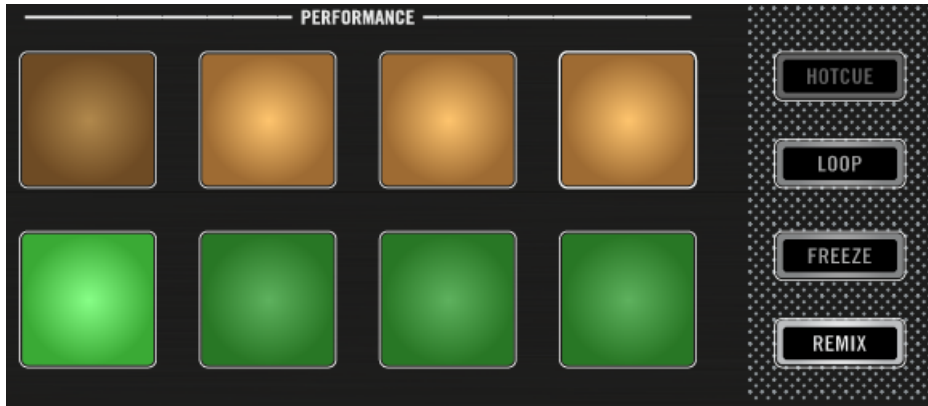 PERFORMANCE
HOTCUE
LOOP
FREEZE
REMIX